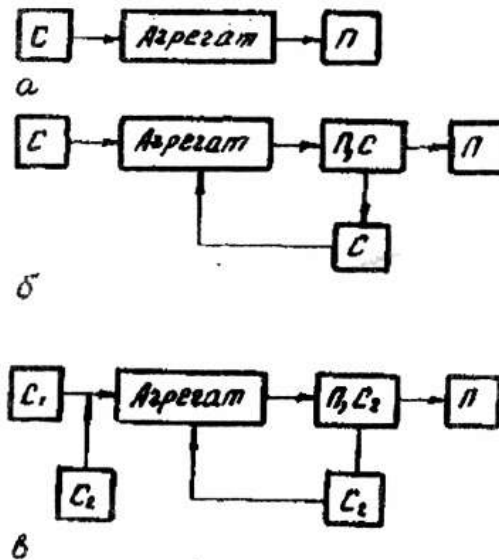 С Агрегат П
а
С Агрегат П,С П
С
б
С₁ Агрегат П,С₂ П
С₂ С₂
в